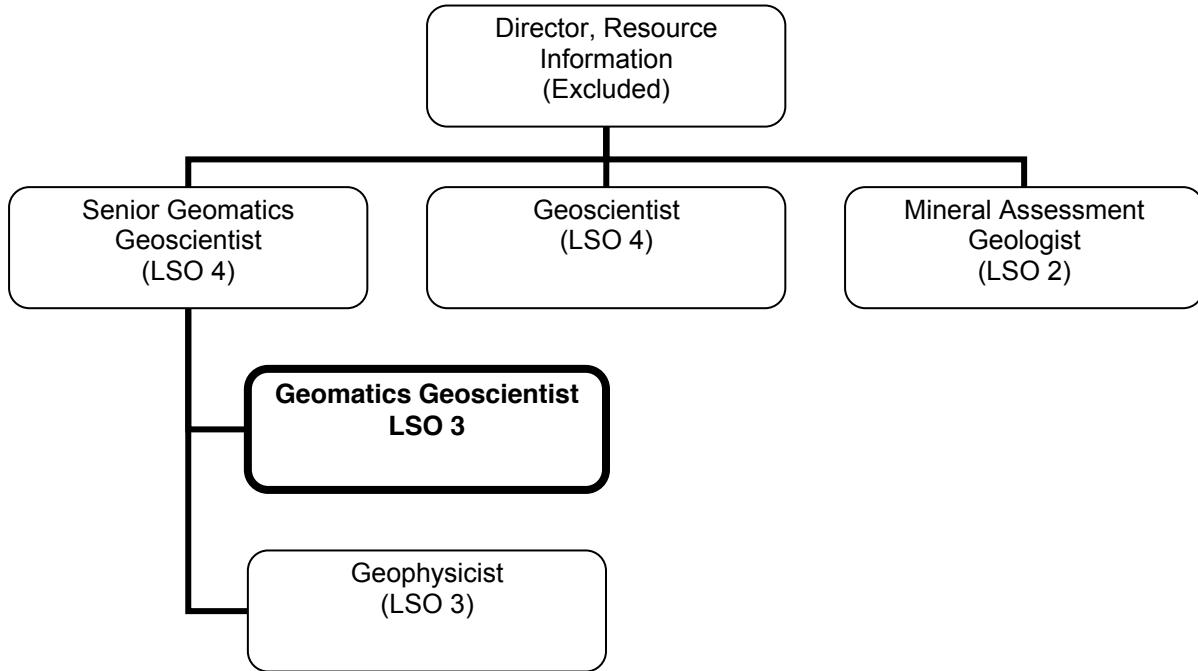 Director, Resource
Information
(Excluded)
Senior Geomatics
Geoscientist
(LSO 4)
Geoscientist
(LSO 4)
Mineral Assessment
Geologist
(LSO 2)
Geomatics Geoscientist
LSO 3
Geophysicist
(LSO 3)